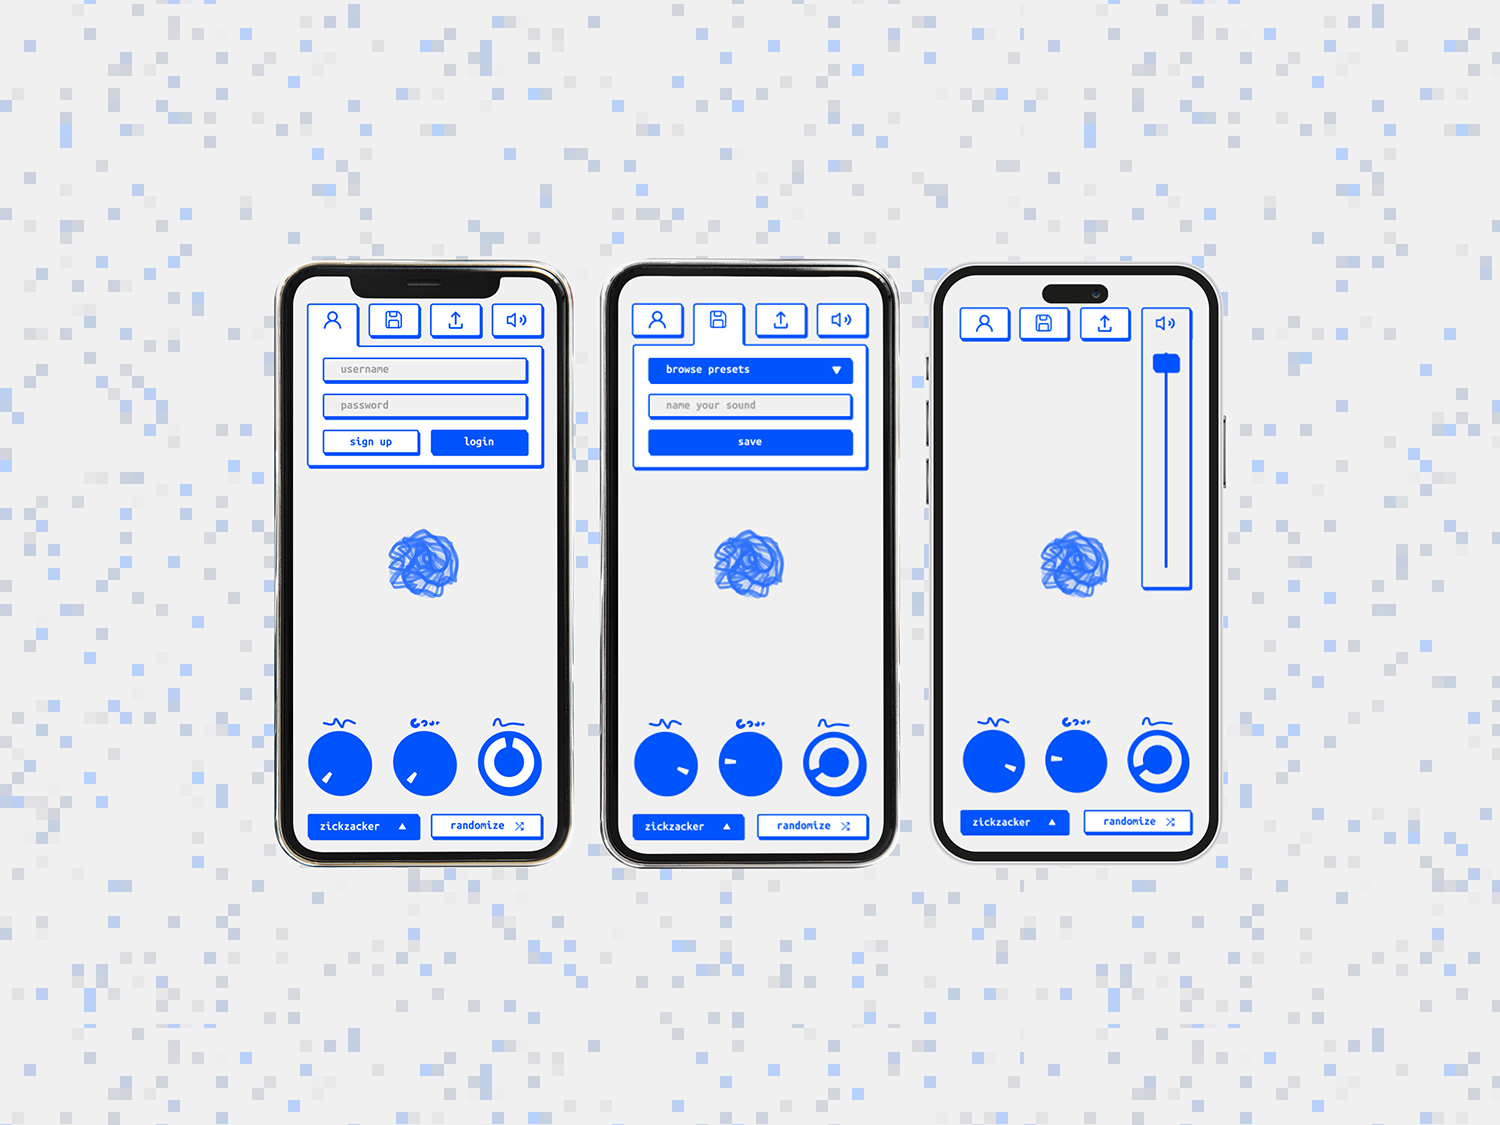 username
password
sign up
login
zickzacker
randomize
browse presets
name your sound
save
zickzacker
randomize
zickzacker
randomize